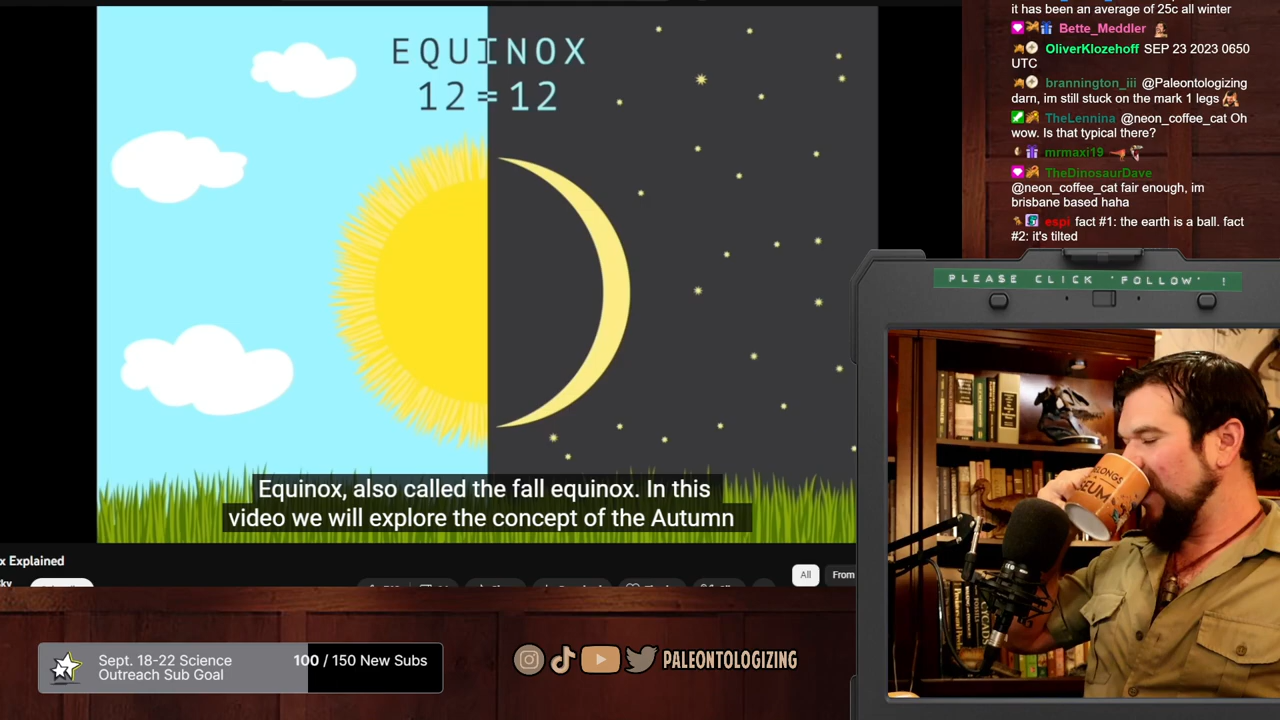 EQUINOX
12=12
Equinox, also called the fall equinox. In this
video we will explore the concept of the Autumn
x Explained
All
From
it has been an average of 25c all winter
Bette_Meddler
OliverKlozehoff SEP 23 2023 0650
UTC
brannington_iii @Paleontologizing
darn, im still stuck on the mark 1 legs
TheLennina @neon_coffee_cat Oh
wow. Is that typical there?
mrmaxi19
TheDinosaurDave
@neon_coffee_cat fair enough, im
brisbane based haha
espi fact #1: the earth is a ball. fact
#2: it's tilted
PLEASE CLICK 'FOLLOW' !
BELONGS
CYCADS
Sept. 18-22 Science
Outreach Sub Goal
100 / 150 New Subs
PALEONTOLOGIZING